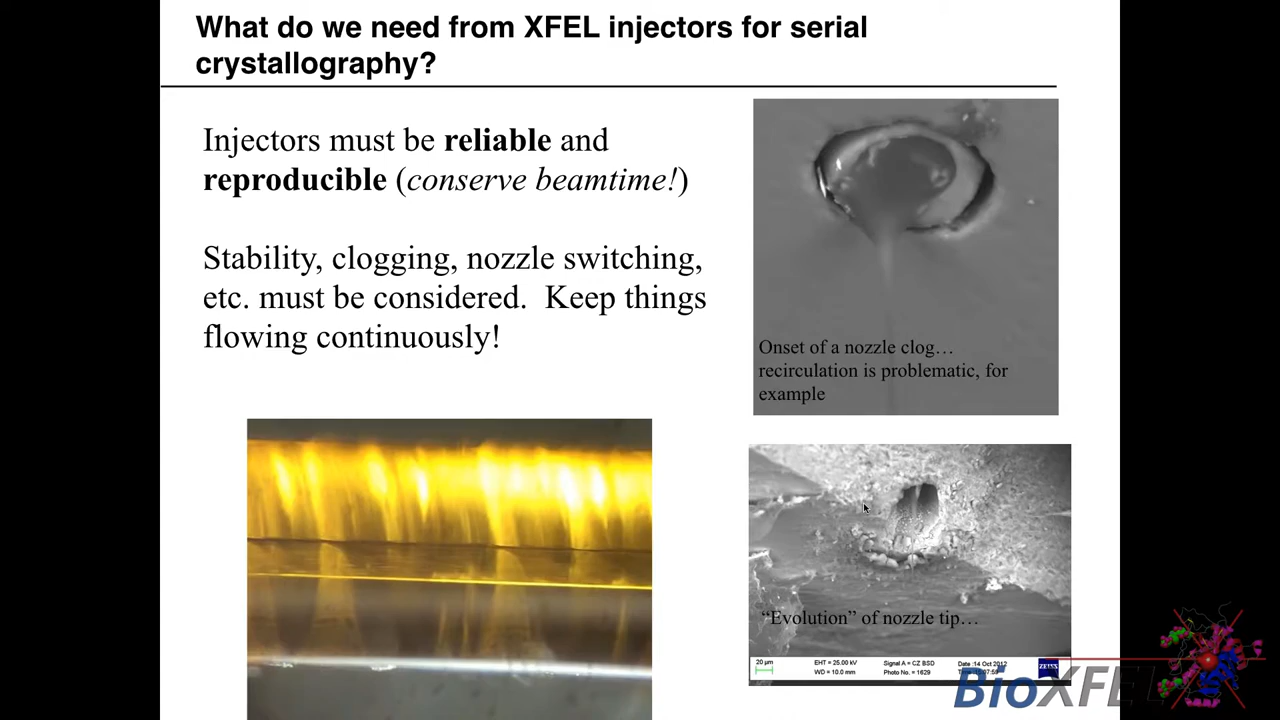 What do we need from XFEL injectors for serial
crystallography?
Injectors must be reliable and
reproducible (conserve beamtime!)
Stability, clogging, nozzle switching,
etc. must be considered.  Keep things
flowing continuously!
Onset of a nozzle clog…
recirculation is problematic, for
example
“Evolution” of nozzle tip…
20 µm
EHT = 25.00 kV
WD = 10.0 mm
Signal A = CZ BSD
Photo No. = 1629
Date :14 Oct 2012
ZEISS
BioXFEL